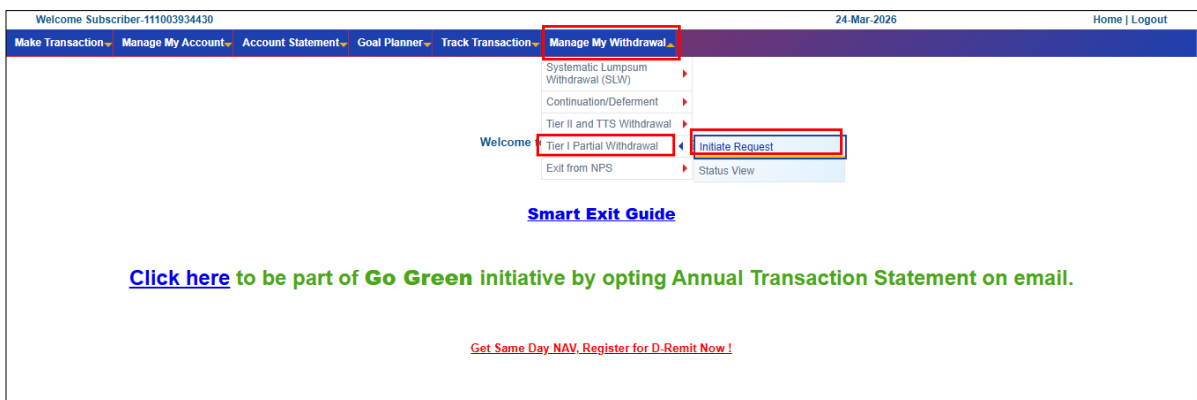 Welcome Subscriber-111003934430 24-Mar-2026 Home | Logout
Make Transaction Manage My Account Account Statement Goal Planner Track Transaction Manage My Withdrawal
Systematic Lumpsum
Withdrawal (SLW)
Continuation/Deferment
Tier II and TTS Withdrawal
Welcome t Tier I Partial Withdrawal Initiate Request
Exit from NPS Status View
Smart Exit Guide
Click here to be part of Go Green initiative by opting Annual Transaction Statement on email.
Get Same Day NAV, Register for D-Remit Now !